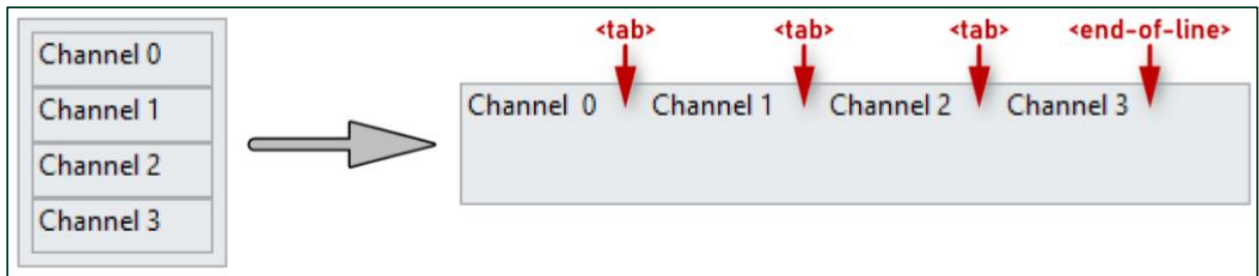 Channel 0
Channel 1
Channel 2
Channel 3
<tab> <tab> <tab> <end-of-line>
Channel  0 Channel 1 Channel 2 Channel 3